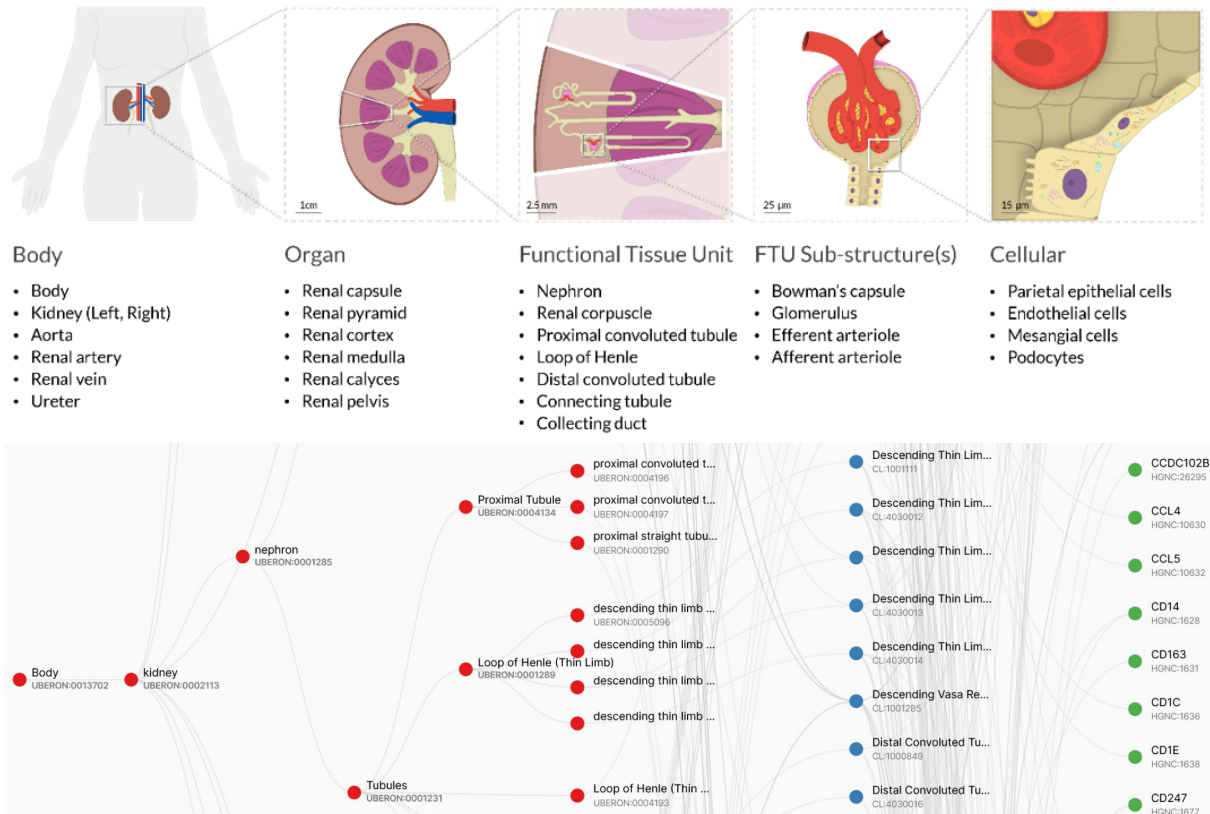 1cm
2.5 mm
25 µm
15 µm
Body
• Body
• Kidney (Left, Right)
• Aorta
• Renal artery
• Renal vein
• Ureter
Organ
• Renal capsule
• Renal pyramid
• Renal cortex
• Renal medulla
• Renal calyces
• Renal pelvis
Functional Tissue Unit
• Nephron
• Renal corpuscle
• Proximal convoluted tubule
• Loop of Henle
• Distal convoluted tubule
• Connecting tubule
• Collecting duct
FTU Sub-structure(s)
• Bowman's capsule
• Glomerulus
• Efferent arteriole
• Afferent arteriole
Cellular
• Parietal epithelial cells
• Endothelial cells
• Mesangial cells
• Podocytes
Body
UBERON:0013702
kidney
UBERON:0002113
nephron
UBERON:0001285
Tubules
UBERON:0001231
Proximal Tubule
UBERON:0004134
Loop of Henle (Thin Limb)
UBERON:0001289
proximal convoluted t...
UBERON:0004196
proximal convoluted t...
UBERON:0004197
proximal straight tubu...
UBERON:0001290
descending thin limb ...
UBERON:0005096
descending thin limb ...
descending thin limb ...
descending thin limb ...
Loop of Henle (Thin ...
UBERON:0004193
Descending Thin Lim...
CL:1001111
Descending Thin Lim...
CL:4030012
Descending Thin Lim...
Descending Thin Lim...
CL:4030013
Descending Thin Lim...
CL:4030014
Descending Vasa Re...
CL:1001285
Distal Convoluted Tu...
CL:1000849
Distal Convoluted Tu...
CL:4030016
CCDC102B
HGNC:26295
CCL4
HGNC:10630
CCL5
HGNC:10632
CD14
HGNC:1628
CD163
HGNC:1631
CD1C
HGNC:1636
CD1E
HGNC:1638
CD247
HGNC:1677